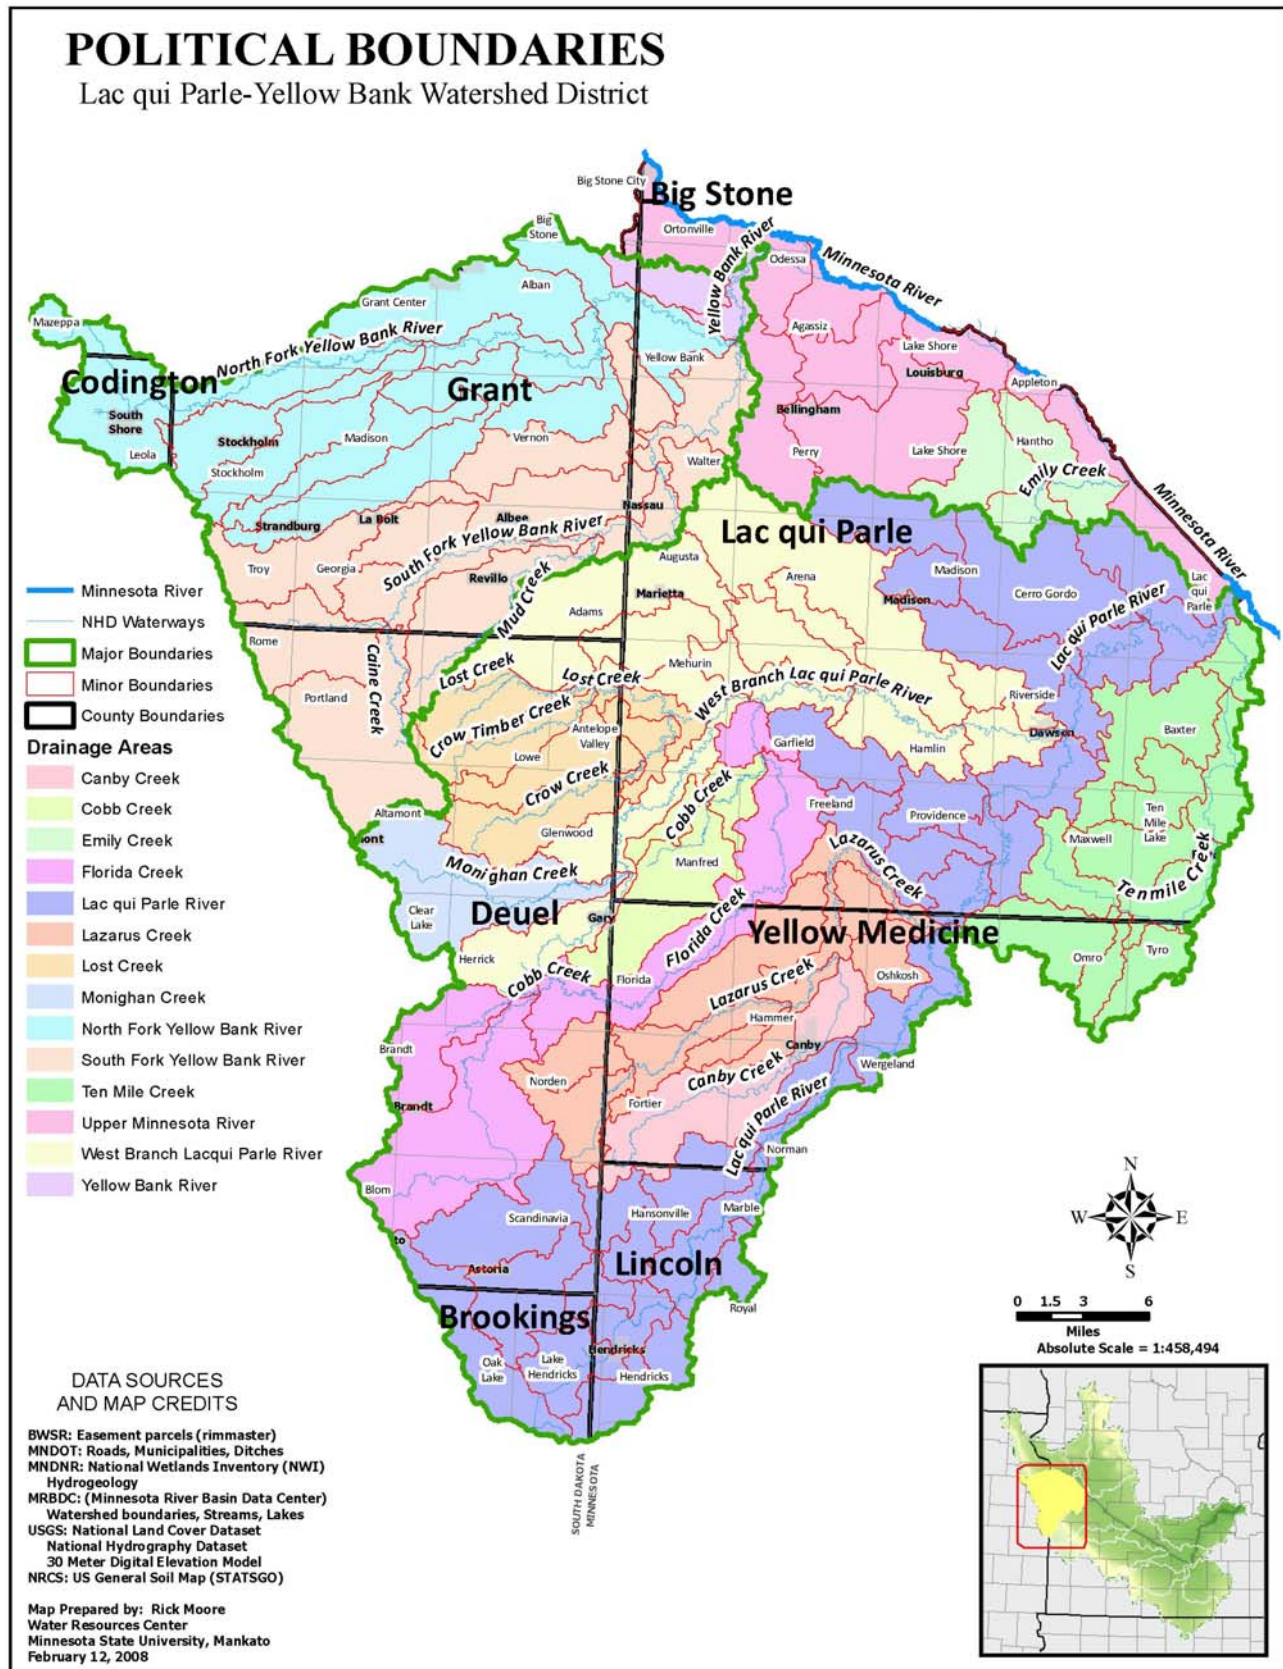 POLITICAL BOUNDARIES
Lac qui Parle-Yellow Bank Watershed District
Big Stone City
Big Stone
Ortonville
Big
Stone
Yellow Bank River
Odessa
Minnesota River
Alban
Grant Center
Mazeppa
North Fork Yellow Bank River
Agassiz
Lake Shore
Louisburg
Appleton
Yellow Bank
Codington
Grant
South
Shore
Bellingham
Stockholm
Madison
Vernon
Hantho
Leola
Stockholm
Perry
Lake Shore
Walter
Emily Creek
Minnesota River
Nassau
Strandburg
La Bolt
Albee
Lac qui Parle
South Fork Yellow Bank River
Augusta
Troy
Georgia
Revillo
Arena
Madison
Lac
qui
Parle
Marietta
Madison
Cerro Gordo
Mud Creek
Adams
Lac qui Parle River
Rome
Caine Creek
Lost Creek
Lost Creek
Mehurin
West Branch Lac qui Parle River
Portland
Crow Timber Creek
Riverside
Antelope
Valley
Dawson
Baxter
Lowe
Garfield
Hamlin
Crow Creek
Cobb Creek
Freeland
Providence
Ten
Mile
Lake
Altamont
mont
Glenwood
Maxwell
Lazarus Creek
Manfred
Monighan Creek
Tenmile Creek
Clear
Lake
Deuel
Gary
Florida Creek
Yellow Medicine
Herrick
Omro
Tyro
Cobb Creek
Florida
Lazarus Creek
Oshkosh
Hammer
Brandt
Canby
Wergeland
Canby Creek
Norden
Fortier
Brandt
Lac qui Parle River
Norman
Blom
Scandinavia
Hansonville
Marble
to
Astoria
Lincoln
Brookings
Royal
Hendricks
Oak
Lake
Lake
Hendricks
Hendricks
SOUTH DAKOTA
MINNESOTA
Minnesota River
NHD Waterways
Major Boundaries
Minor Boundaries
County Boundaries
Drainage Areas
Canby Creek
Cobb Creek
Emily Creek
Florida Creek
Lac qui Parle River
Lazarus Creek
Lost Creek
Monighan Creek
North Fork Yellow Bank River
South Fork Yellow Bank River
Ten Mile Creek
Upper Minnesota River
West Branch Lacqui Parle River
Yellow Bank River
N
W E
S
0 1.5 3 6
Miles
Absolute Scale = 1:458,494
DATA SOURCES
AND MAP CREDITS
BWSR: Easement parcels (rimmaster)
MNDOT: Roads, Municipalities, Ditches
MNDNR: National Wetlands Inventory (NWI)
Hydrogeology
MRBDC: (Minnesota River Basin Data Center)
Watershed boundaries, Streams, Lakes
USGS: National Land Cover Dataset
National Hydrography Dataset
30 Meter Digital Elevation Model
NRCS: US General Soil Map (STATSGO)
Map Prepared by: Rick Moore
Water Resources Center
Minnesota State University, Mankato
February 12, 2008